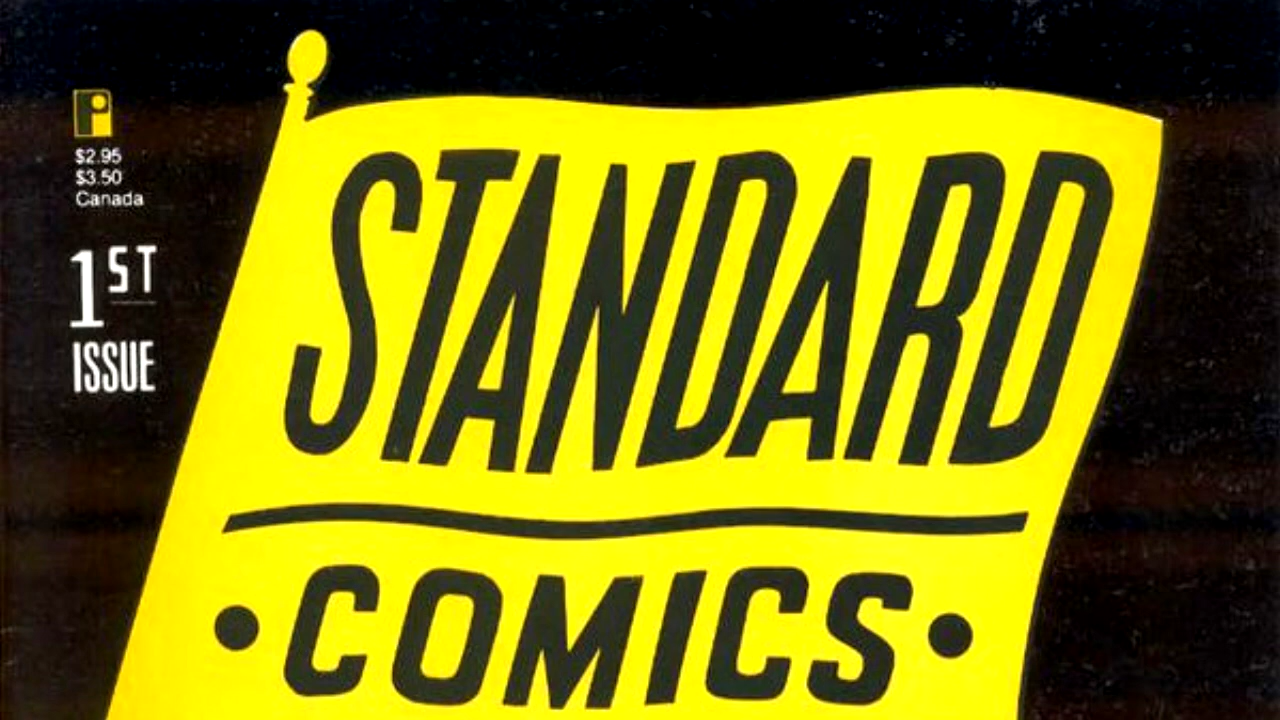 $2.95
$3.50
Canada
1ST
ISSUE
STANDARD
• COMICS •